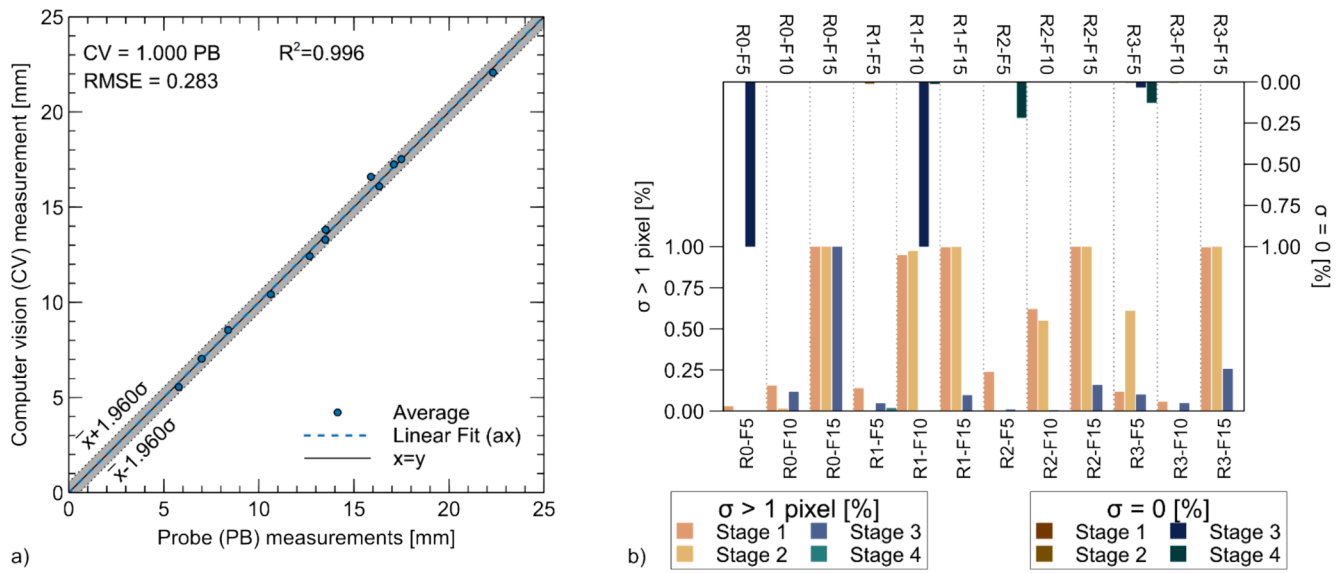 CV = 1.000 PB
R²=0.996
RMSE = 0.283
Computer vision (CV) measurement [mm]
25
20
15
10
5
0
x̅+1.960σ
x̅-1.960σ
Average
Linear Fit (ax)
x=y
0 5 10 15 20 25
Probe (PB) measurements [mm]
a)
R0-F5
R0-F10
R0-F15
R1-F5
R1-F10
R1-F15
R2-F5
R2-F10
R2-F15
R3-F5
R3-F10
R3-F15
0.00
0.25
0.50
0.75
1.00
σ = 0 [%]
σ > 1 pixel [%]
1.00
0.75
0.50
0.25
0.00
R0-F5
R0-F10
R0-F15
R1-F5
R1-F10
R1-F15
R2-F5
R2-F10
R2-F15
R3-F5
R3-F10
R3-F15
σ > 1 pixel [%]
Stage 1 Stage 3
Stage 2 Stage 4
σ = 0 [%]
Stage 1 Stage 3
Stage 2 Stage 4
b)